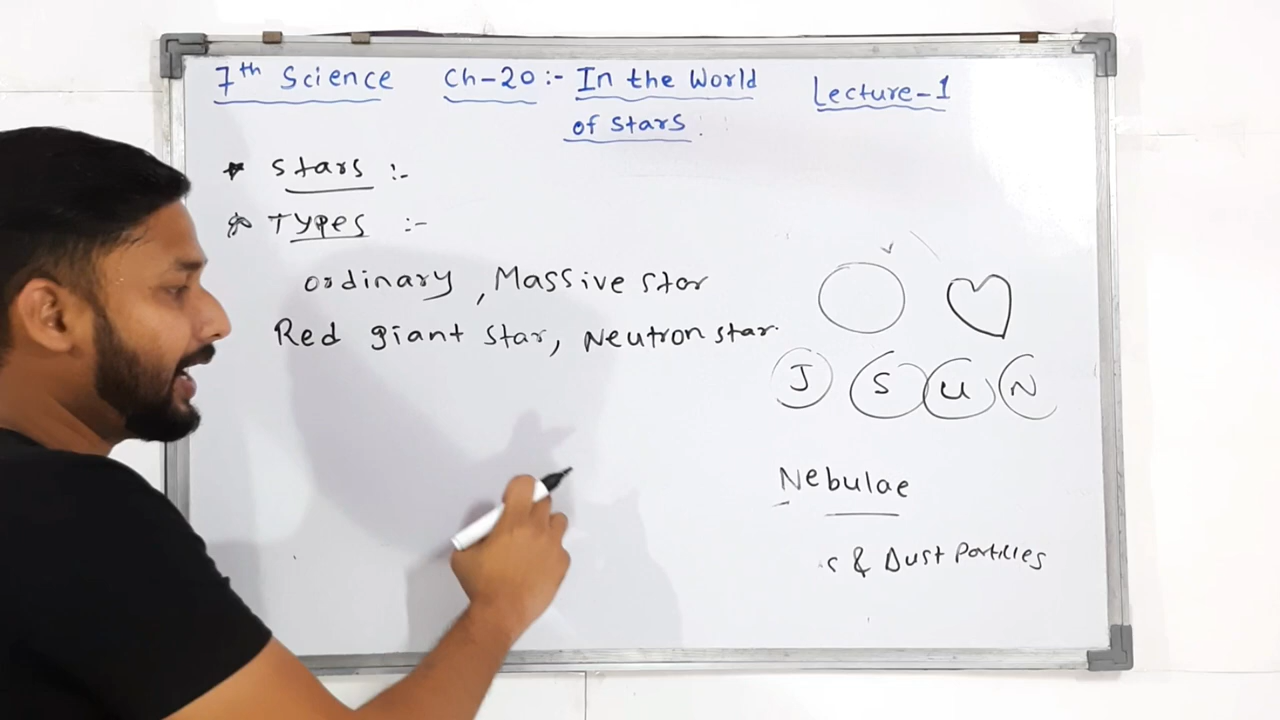 7th Science Ch-20:- In the World of Stars Lecture-1
* Stars :-
* Types :-
ordinary, Massive star
Red giant star, Neutron star.
J S U N
Nebulae
s & Dust Particles